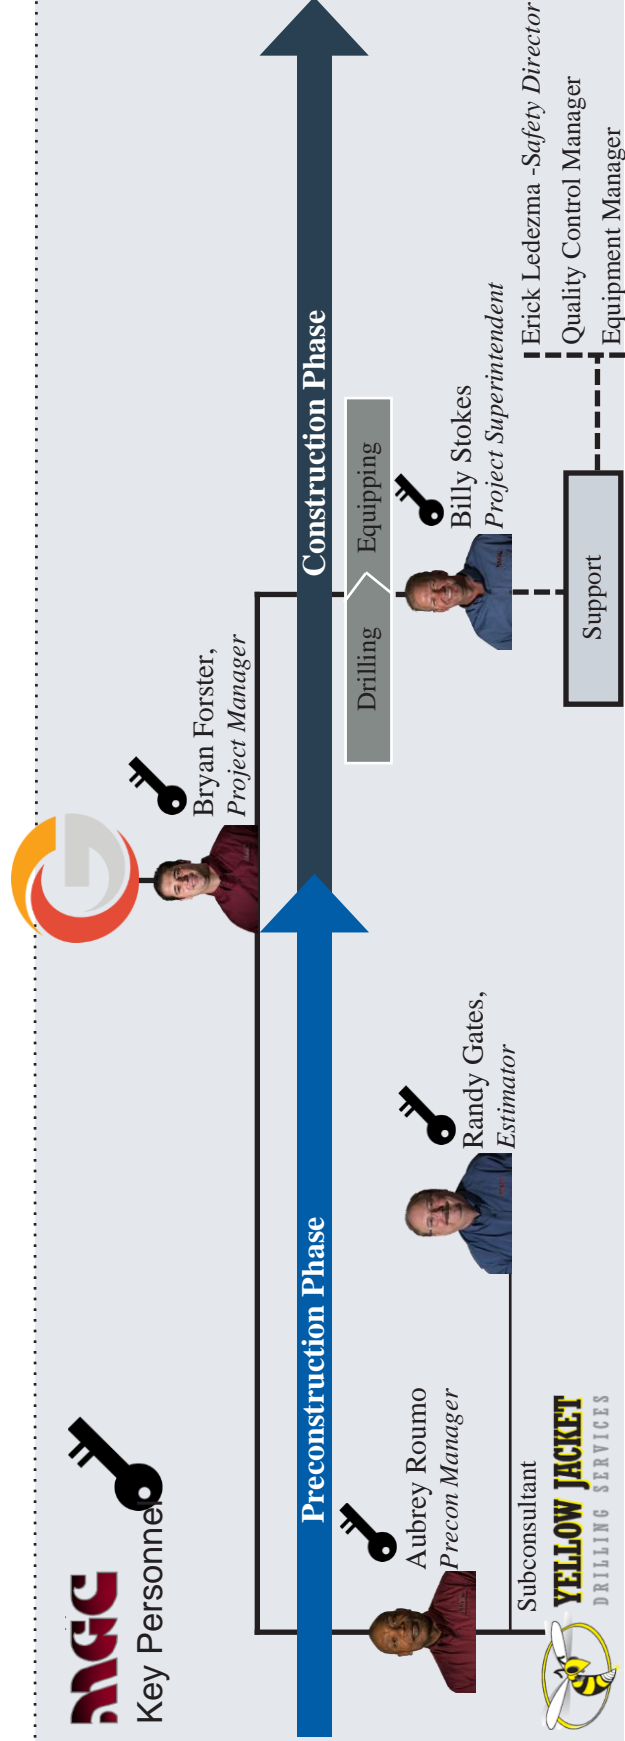 MGC
Key Personnel
Bryan Forster,
Project Manager
Preconstruction Phase
Construction Phase
Drilling
Equipping
Aubrey Roumo
Precon Manager
Randy Gates,
Estimator
Billy Stokes
Project Superintendent
Subconsultant
YELLOW JACKET
DRILLING SERVICES
Support
Erick Ledezma -Safety Director
Quality Control Manager
Equipment Manager